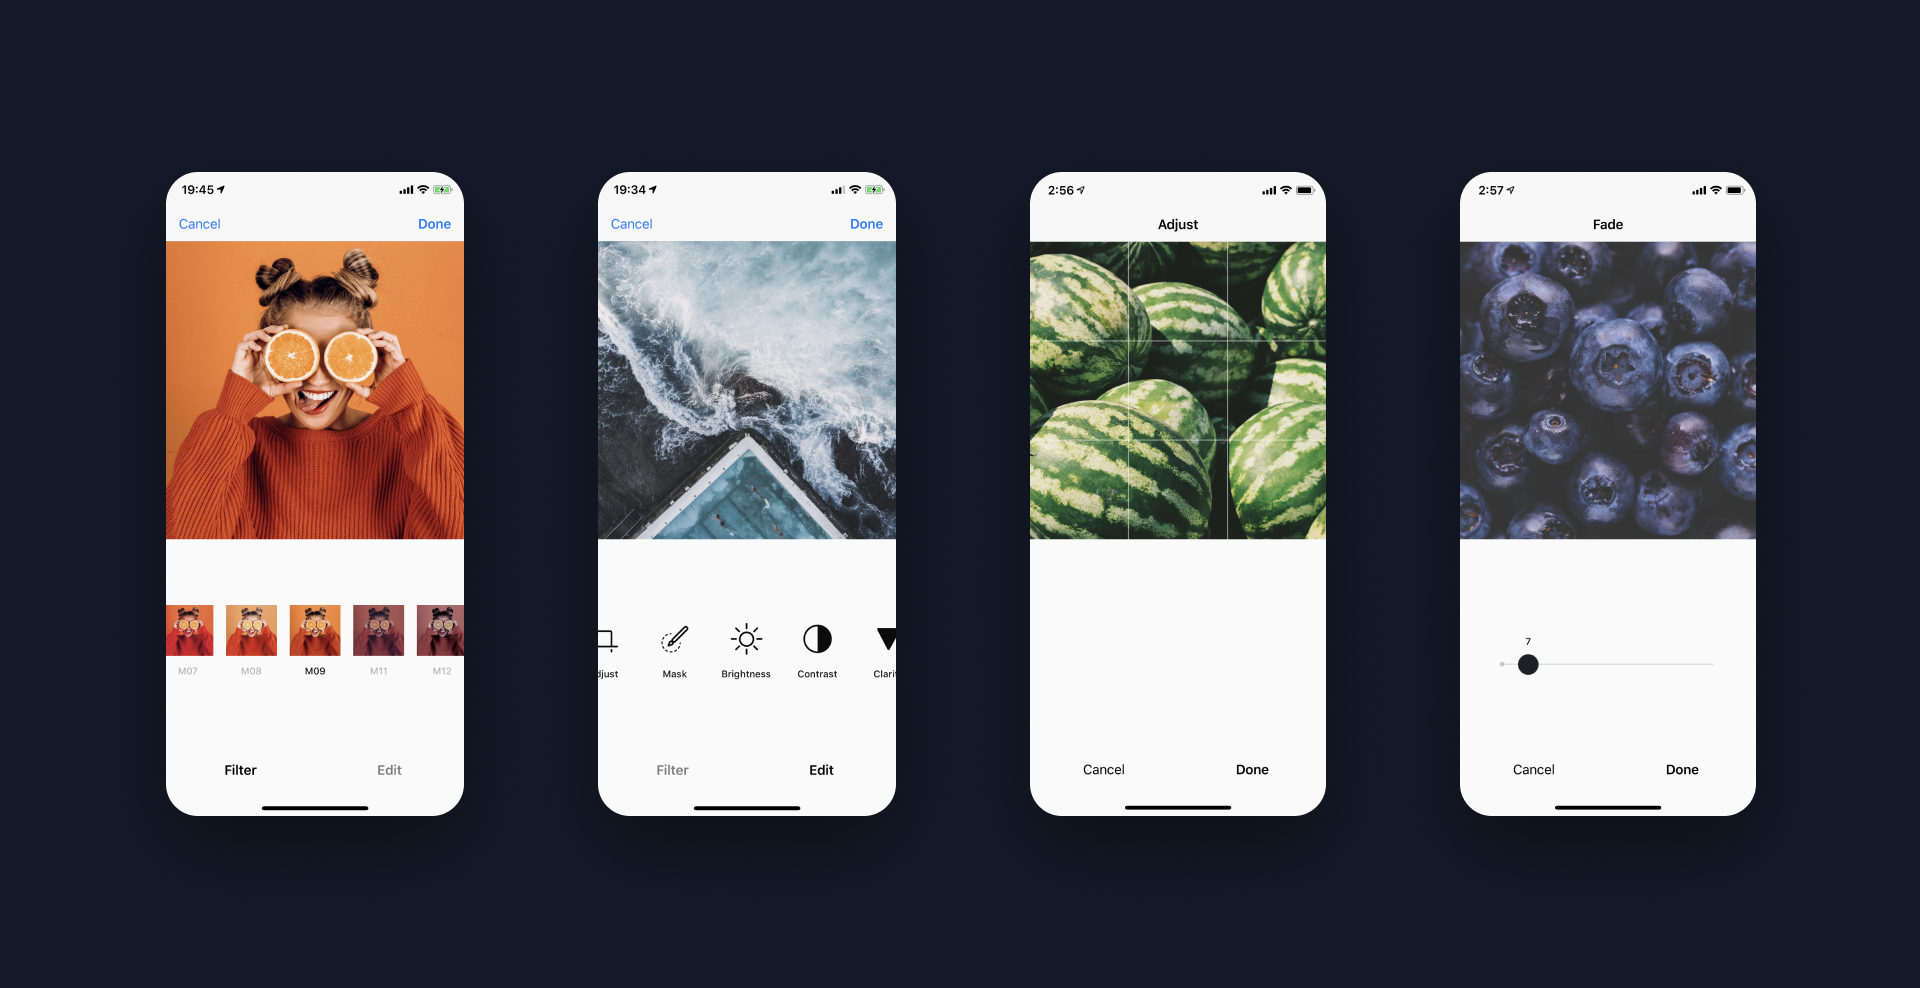 19:45
Cancel Done
M07 M08 M09 M11 M12
Filter Edit
19:34
Cancel Done
djust Mask Brightness Contrast Clari
Filter Edit
2:56
Adjust
Cancel Done
2:57
Fade
7
Cancel Done